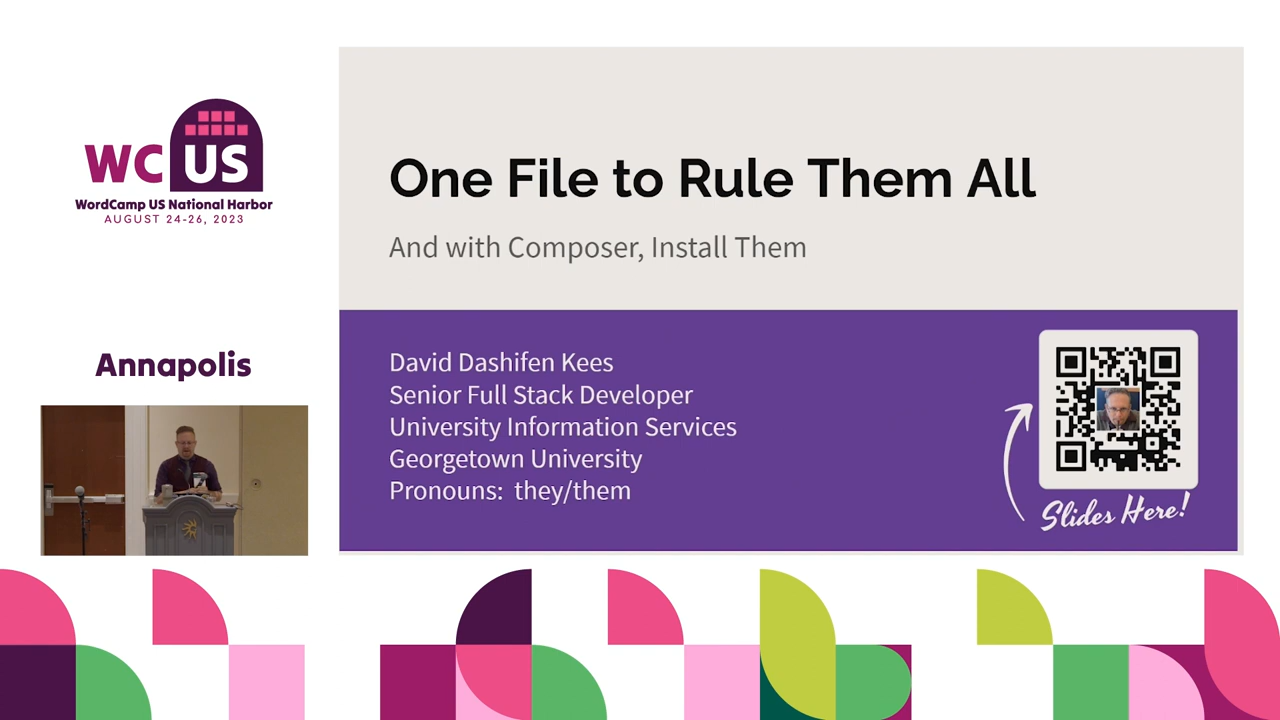 WC US
WordCamp US National Harbor
AUGUST 24-26, 2023
Annapolis
One File to Rule Them All
And with Composer, Install Them
David Dashifen Kees
Senior Full Stack Developer
University Information Services
Georgetown University
Pronouns: they/them
Slides Here!